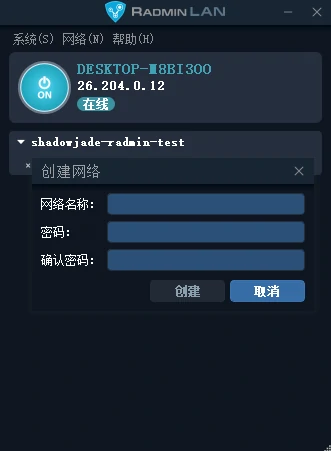 RADMIN LAN
系统(S) 网络(N) 帮助(H)
DESKTOP-M8BI3OO
26.204.0.12
ON
在线
shadowjade-radmin-test
创建网络
网络名称:
密码:
确认密码:
创建 取消